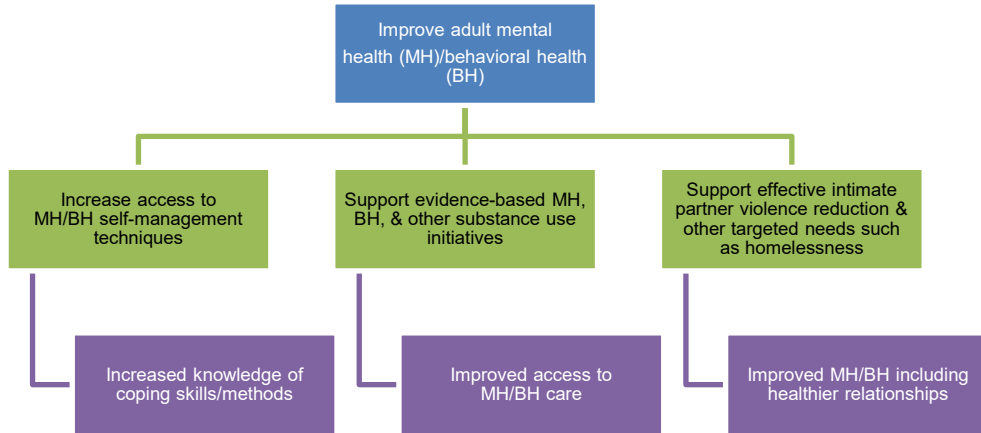 Improve adult mental
health (MH)/behavioral health
(BH)
Increase access to
MH/BH self-management
techniques
Support evidence-based MH,
BH, & other substance use
initiatives
Support effective intimate
partner violence reduction &
other targeted needs such
as homelessness
Increased knowledge of
coping skills/methods
Improved access to
MH/BH care
Improved MH/BH including
healthier relationships